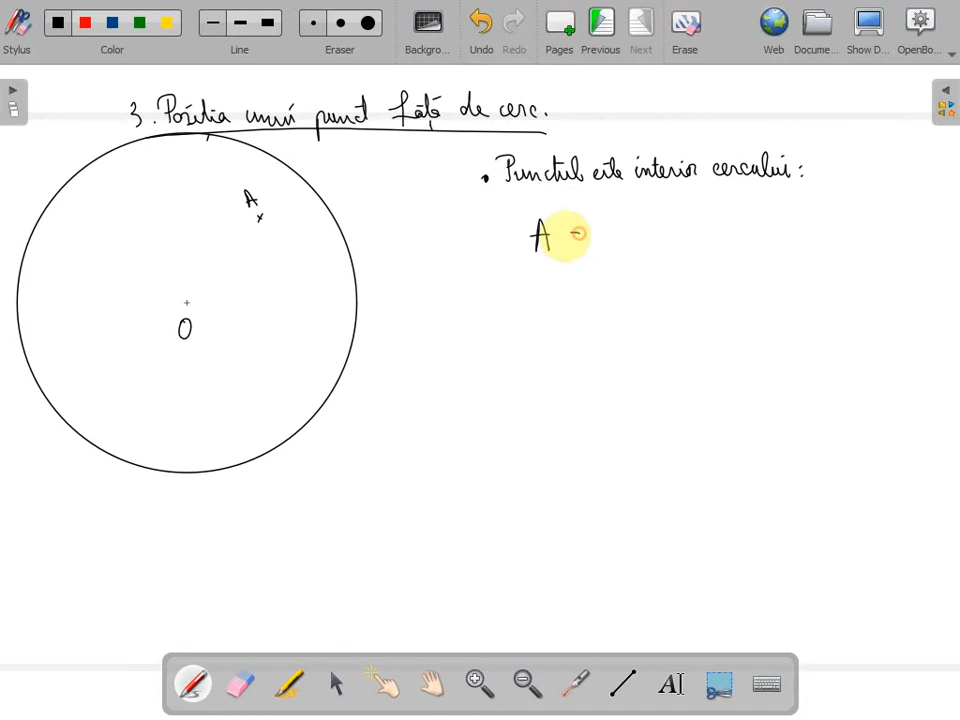 Stylus
Color
Line
Eraser
Backgro...
Undo
Redo
Pages
Previous
Next
Erase
Web
Docume...
Show D...
OpenBo...
3. Poziția unui punct față de cerc.
• Punctul este interior cercului:
A
A -
O